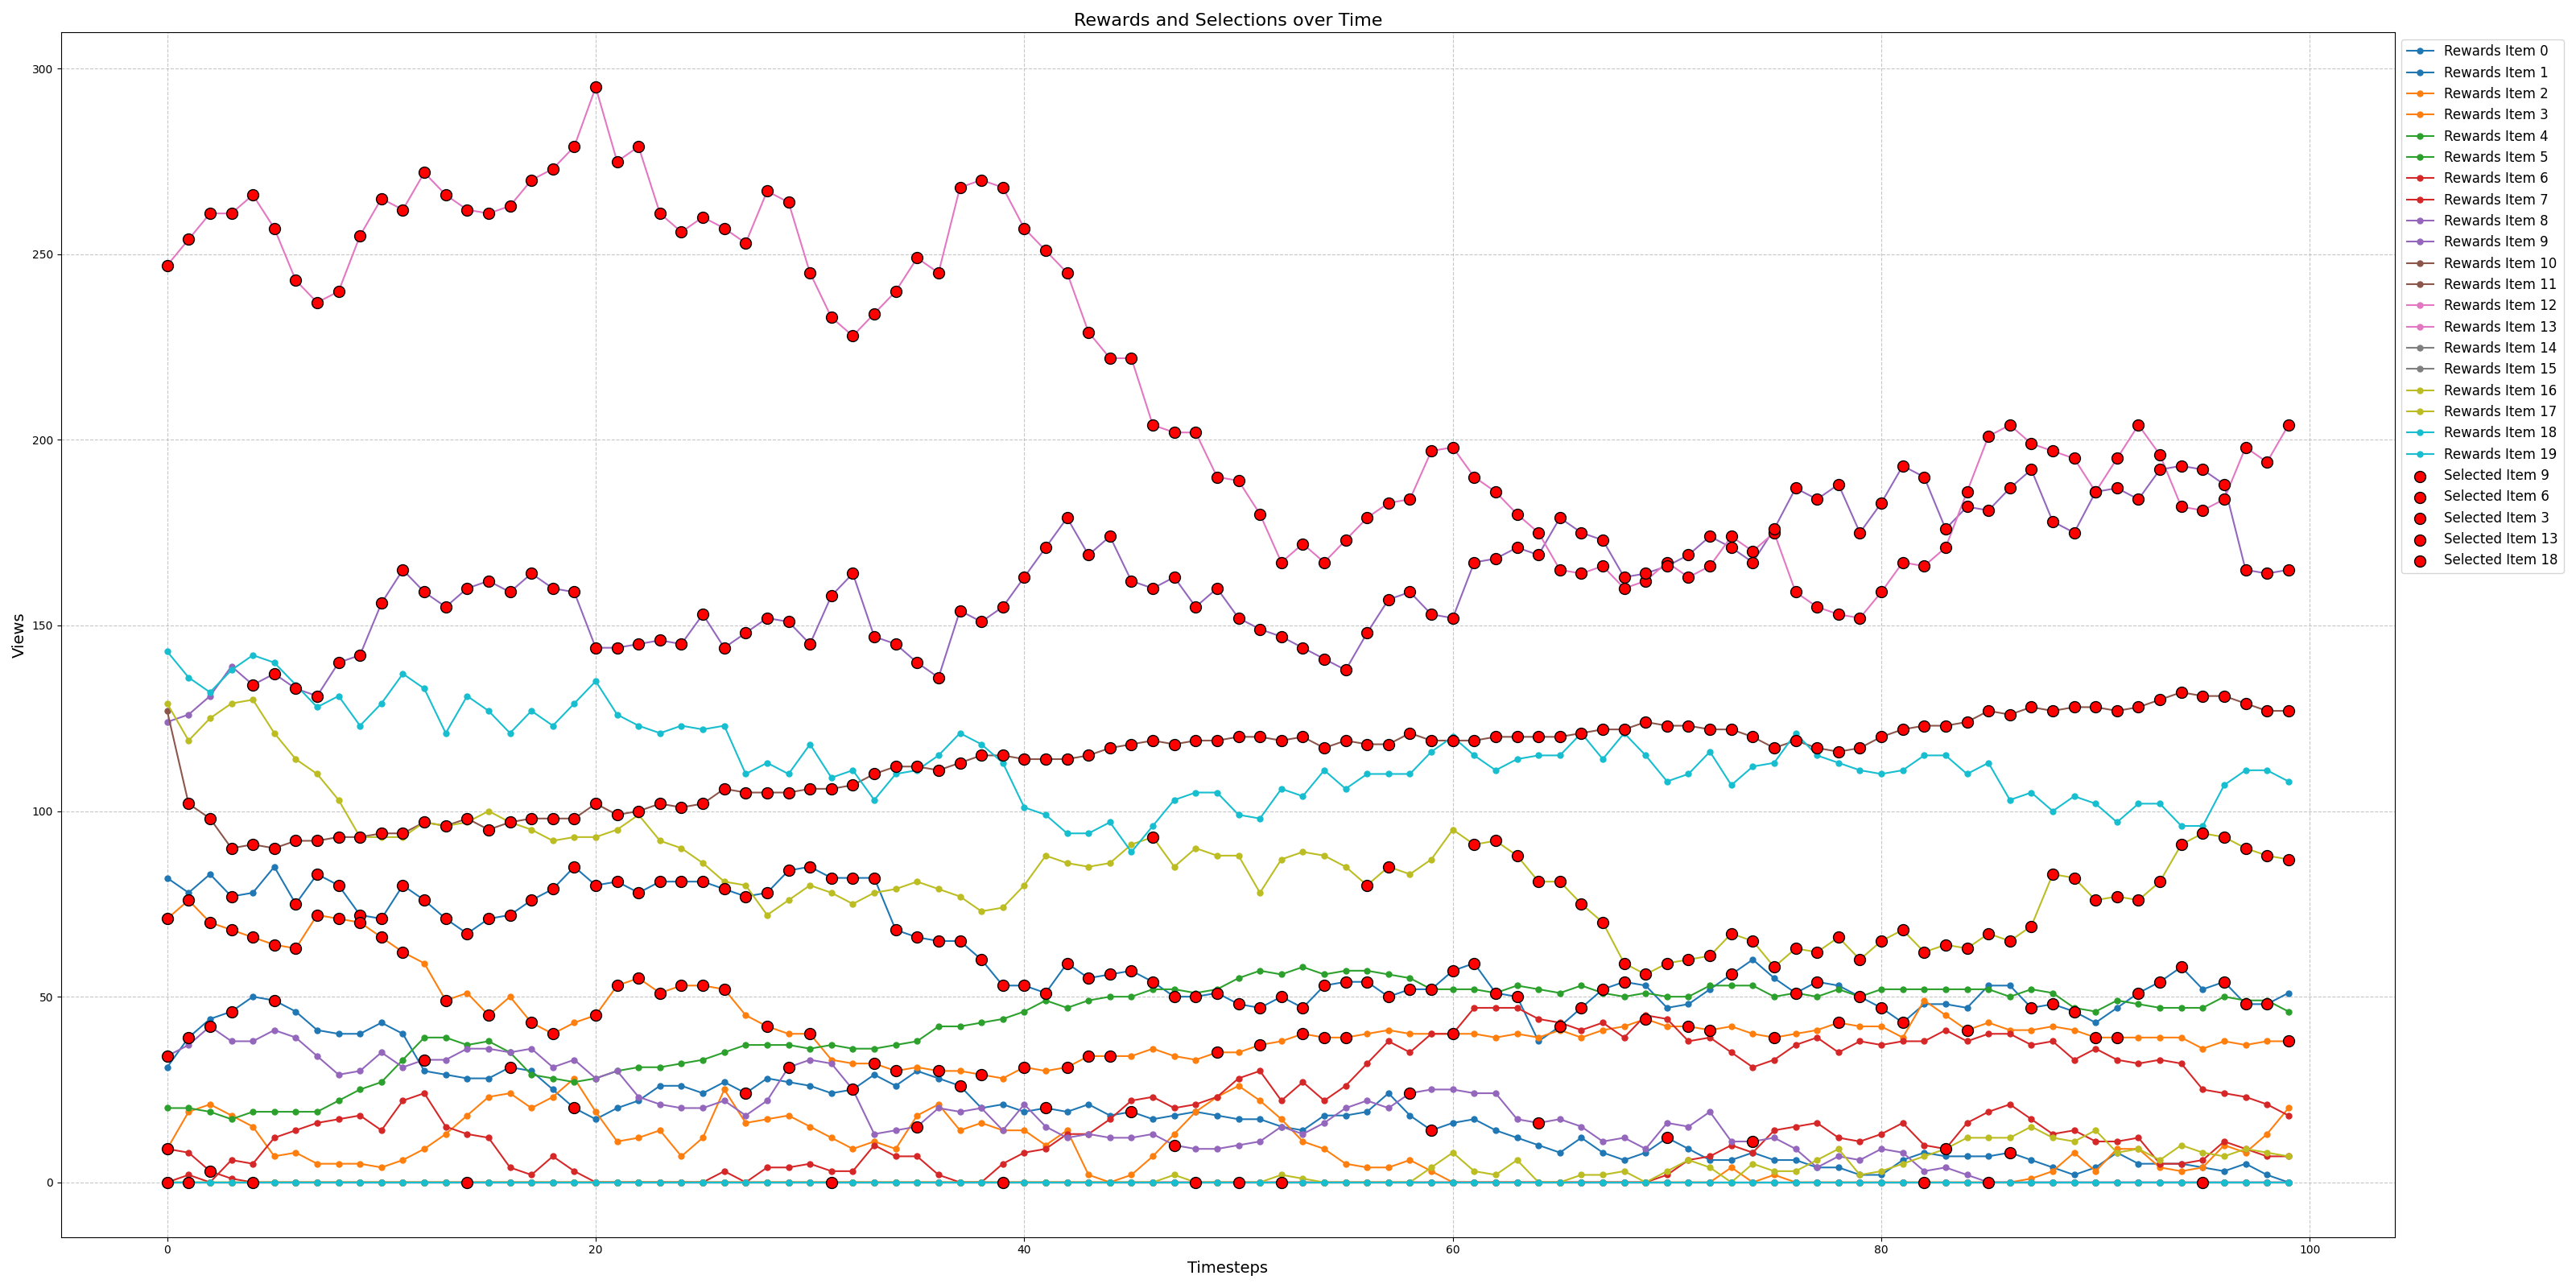 Rewards and Selections over Time
300
250
200
150
100
50
0
Views
0
20
40
60
80
100
Timesteps
Rewards Item 0
Rewards Item 1
Rewards Item 2
Rewards Item 3
Rewards Item 4
Rewards Item 5
Rewards Item 6
Rewards Item 7
Rewards Item 8
Rewards Item 9
Rewards Item 10
Rewards Item 11
Rewards Item 12
Rewards Item 13
Rewards Item 14
Rewards Item 15
Rewards Item 16
Rewards Item 17
Rewards Item 18
Rewards Item 19
Selected Item 9
Selected Item 6
Selected Item 3
Selected Item 13
Selected Item 18